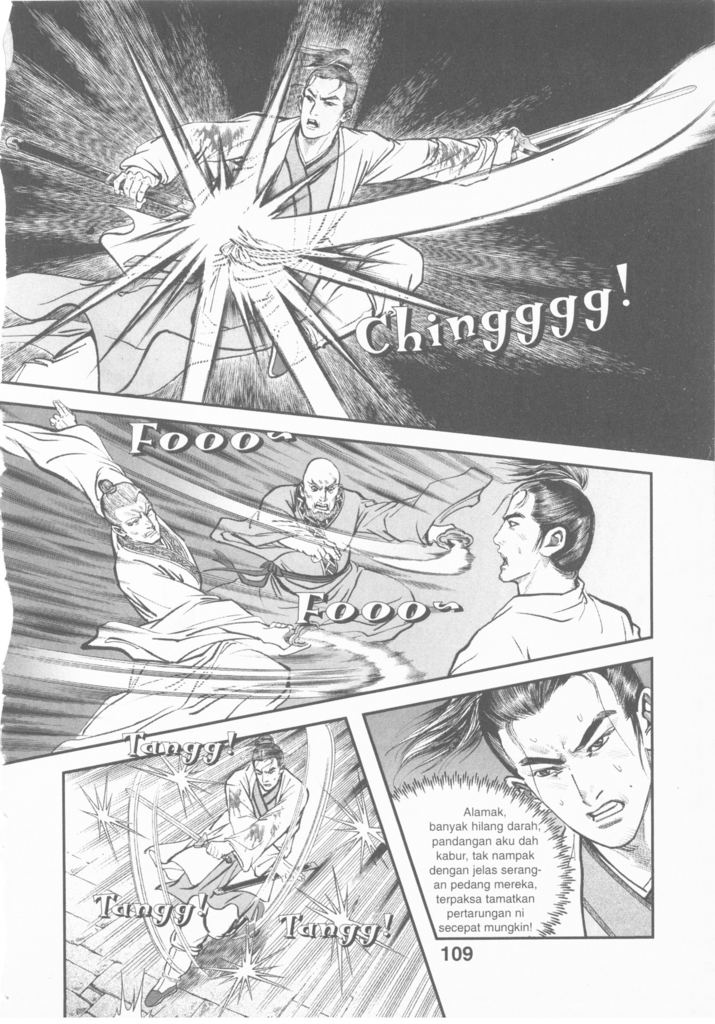 Chingggg!
Fooo~
Fooo~
Tangg!
Tangg!
Tangg!
Alamak,
banyak hilang darah,
pandangan aku dah
kabur, tak nampak
dengan jelas serang-
an pedang mereka,
terpaksa tamatkan
pertarungan ni
secepat mungkin!
109